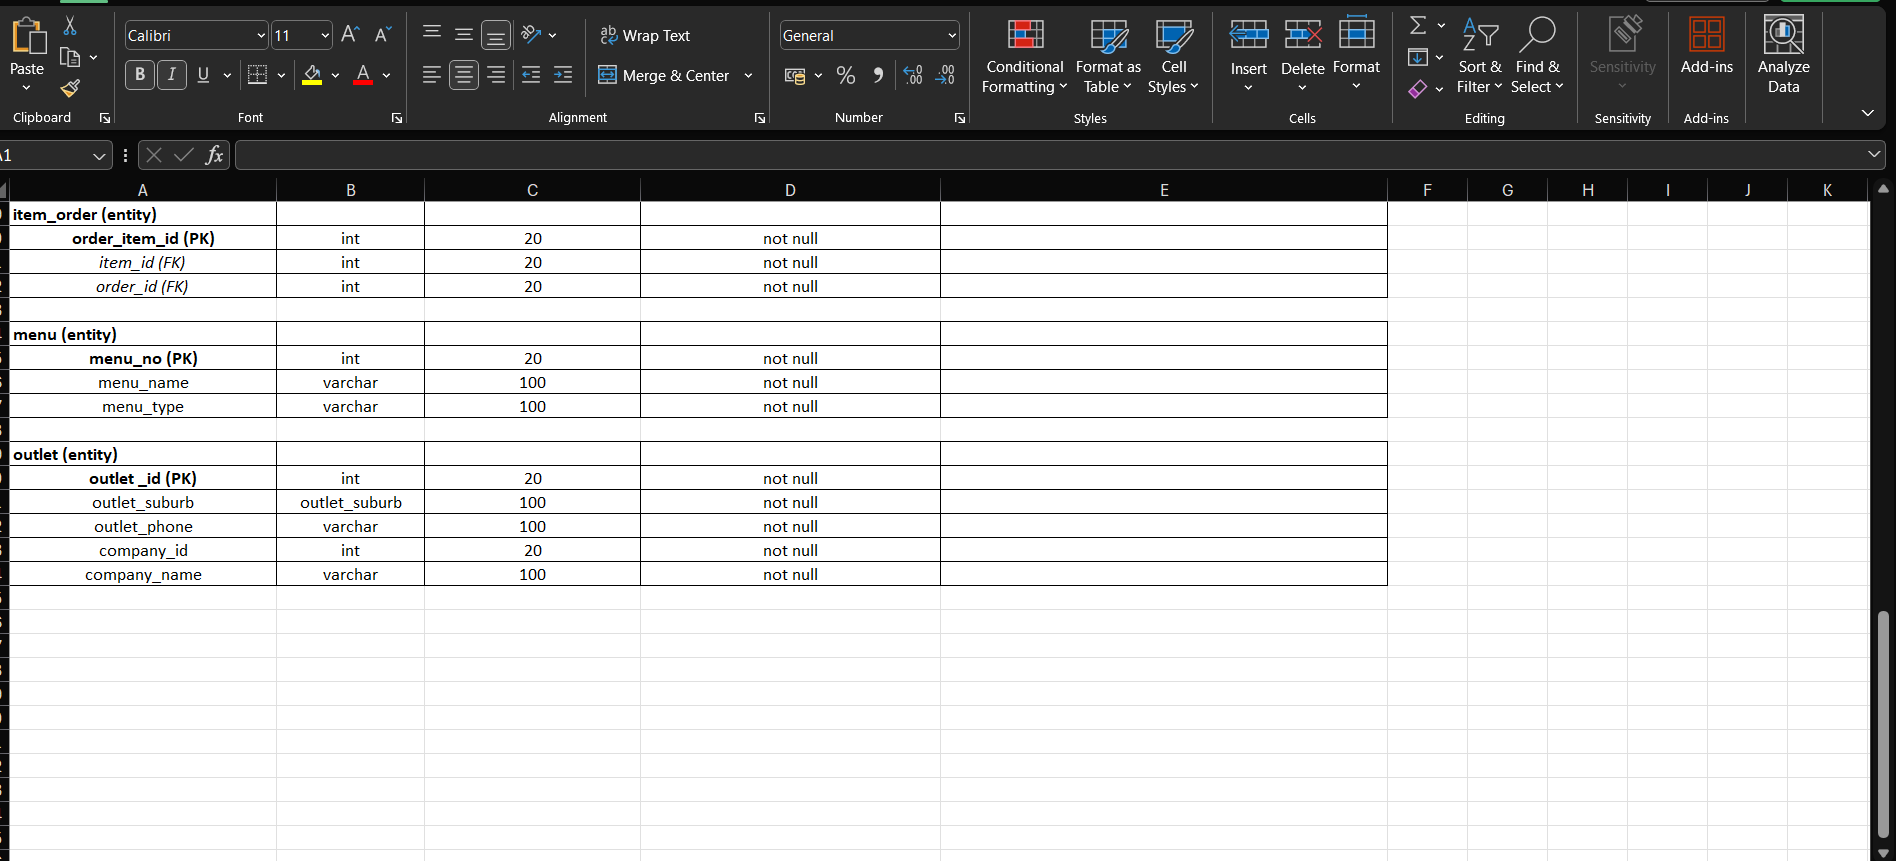 Calibri 11 Wrap Text General
Paste B I U Merge & Center % Conditional Formatting Format as Table Cell Styles Insert Delete Format Sort & Filter Find & Select Sensitivity Add-ins Analyze Data
Clipboard Font Alignment Number Styles Cells Editing Sensitivity Add-ins
fx
A B C D E F G H I J K
item_order (entity)
order_item_id (PK) int 20 not null
item_id (FK) int 20 not null
order_id (FK) int 20 not null
menu (entity)
menu_no (PK) int 20 not null
menu_name varchar 100 not null
menu_type varchar 100 not null
outlet (entity)
outlet _id (PK) int 20 not null
outlet_suburb outlet_suburb 100 not null
outlet_phone varchar 100 not null
company_id int 20 not null
company_name varchar 100 not null